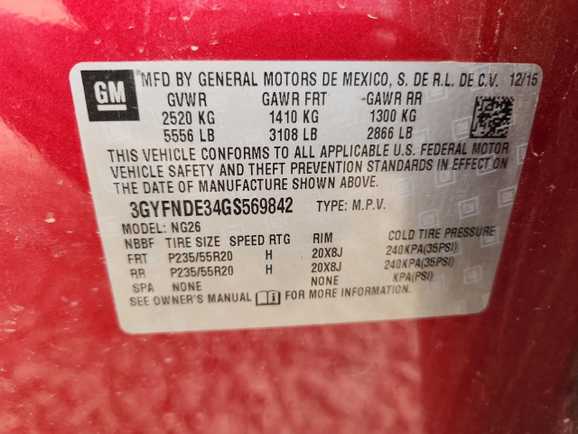 GM
MFD BY GENERAL MOTORS DE MEXICO, S. DE R.L. DE C.V. 12/15
GVWR GAWR FRT GAWR RR
2520 KG 1410 KG 1300 KG
5556 LB 3108 LB 2866 LB
THIS VEHICLE CONFORMS TO ALL APPLICABLE U.S. FEDERAL MOTOR
VEHICLE SAFETY AND THEFT PREVENTION STANDARDS IN EFFECT ON
THE DATE OF MANUFACTURE SHOWN ABOVE.
3GYFNDE34GS569842 TYPE: M.P.V.
MODEL: NG26
NBBF TIRE SIZE SPEED RTG RIM COLD TIRE PRESSURE
FRT P235/55R20 H 20X8J 240KPA(35PSI)
RR P235/55R20 H 20X8J 240KPA(35PSI)
SPA NONE NONE KPA(PSI)
SEE OWNER'S MANUAL FOR MORE INFORMATION